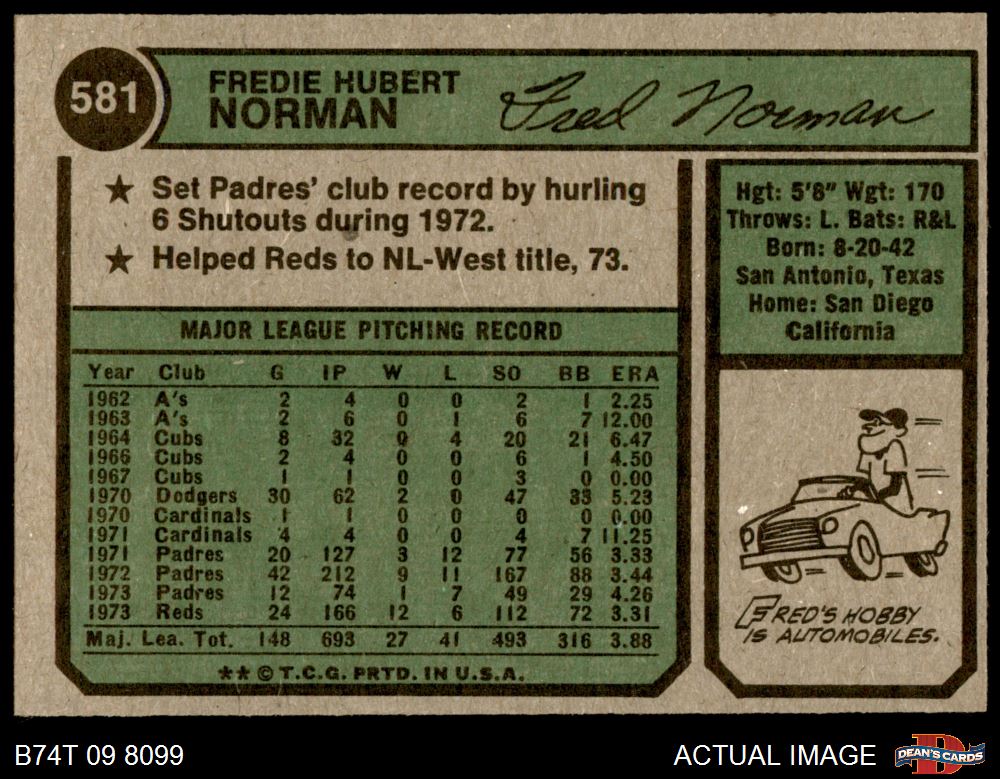 581
FREDIE HUBERT
NORMAN
Fred Norman
★ Set Padres' club record by hurling
6 Shutouts during 1972.
★ Helped Reds to NL-West title, 73.
Hgt: 5'8" Wgt: 170
Throws: L. Bats: R&L
Born: 8-20-42
San Antonio, Texas
Home: San Diego
California
MAJOR LEAGUE PITCHING RECORD
Year Club G IP W L SO BB ERA
1962 A's 2 4 0 0 2 1 2.25
1963 A's 2 6 0 1 6 7 12.00
1964 Cubs 8 32 0 4 20 21 6.47
1966 Cubs 2 4 0 0 6 1 4.50
1967 Cubs 1 1 0 0 3 0 0.00
1970 Dodgers 30 62 2 0 47 33 5.23
1970 Cardinals 1 1 0 0 0 0 0.00
1971 Cardinals 4 4 0 0 4 7 11.25
1971 Padres 20 127 3 12 77 56 3.33
1972 Padres 42 212 9 11 167 88 3.44
1973 Padres 12 74 1 7 49 29 4.26
1973 Reds 24 166 12 6 112 72 3.31
Maj. Lea. Tot. 148 693 27 41 493 316 3.88
** © T.C.G. PRTD. IN U.S.A.
FRED'S HOBBY
IS AUTOMOBILES.
B74T 09 8099
ACTUAL IMAGE
D
DEAN'S CARDS